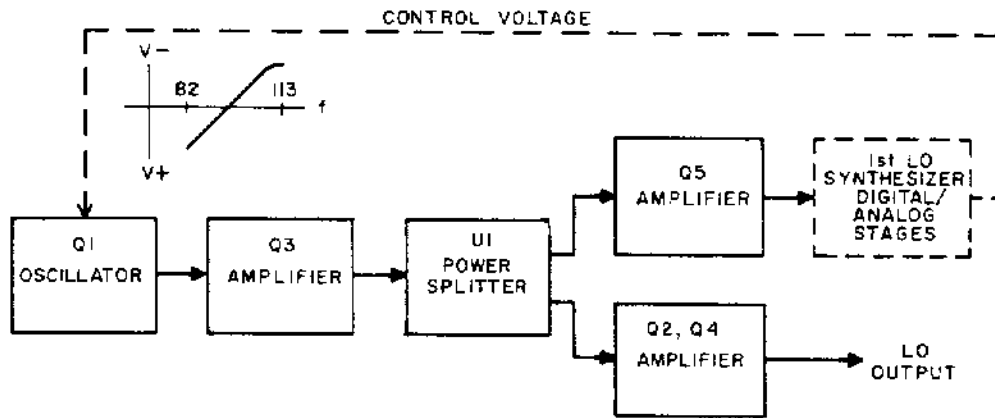 CONTROL VOLTAGE
V-
82
113
f
V+
Q1
OSCILLATOR
Q3
AMPLIFIER
U1
POWER
SPLITTER
Q5
AMPLIFIER
1st LO
SYNTHESIZER
DIGITAL/
ANALOG
STAGES
Q2, Q4
AMPLIFIER
LO
OUTPUT